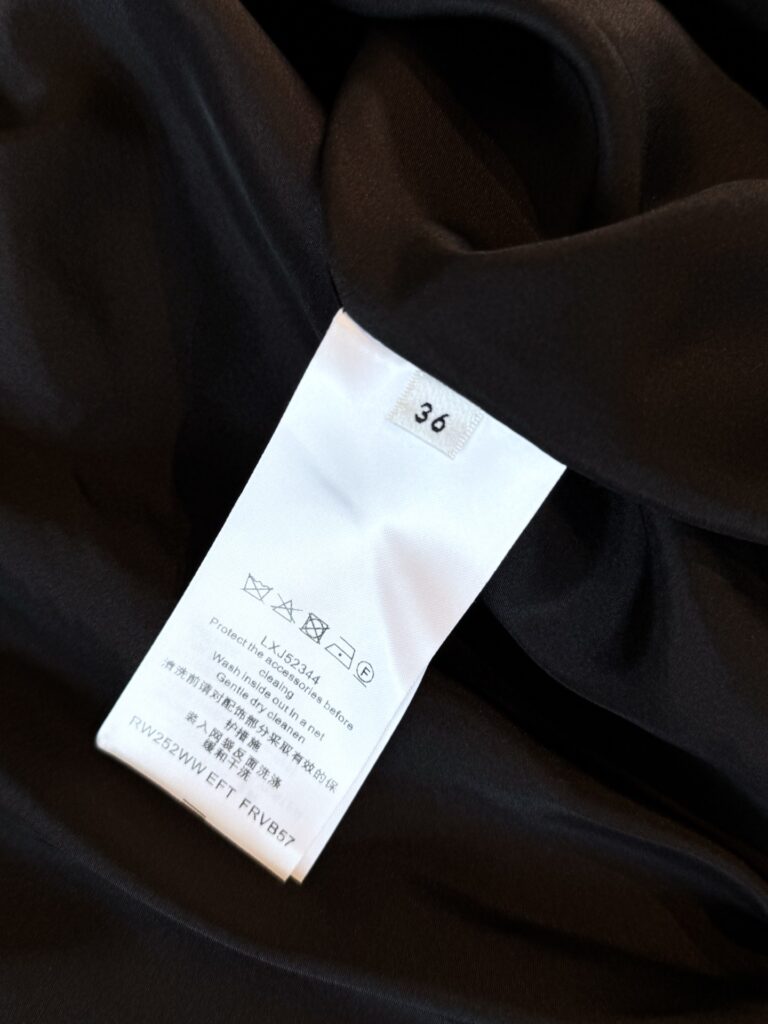 36
LXJ52344
Protect the accessories before
cleaing
Wash inside out in a net
Gentle dry cleanen
清洗前请对配饰部分采取有效的保
护措施
装入网袋反面洗涤
缓和干洗
RW252WW EFT FRVB57
F